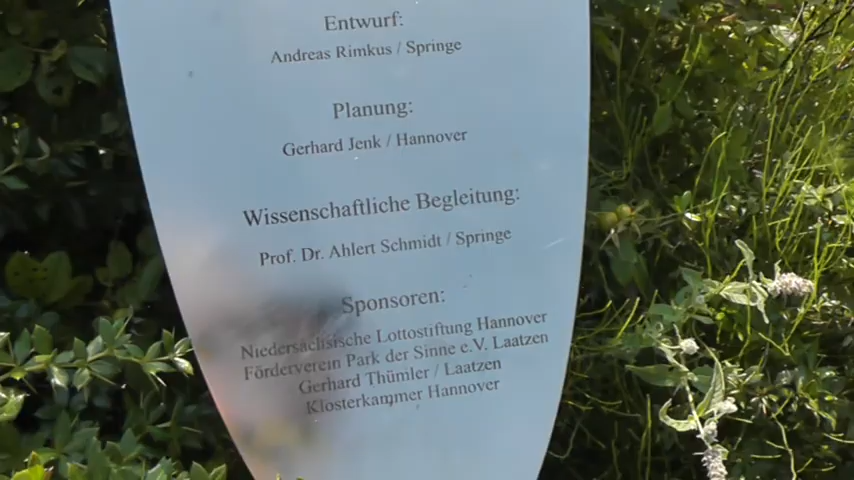 Entwurf:
Andreas Rimkus / Springe
Planung:
Gerhard Jenk / Hannover
Wissenschaftliche Begleitung:
Prof. Dr. Ahlert Schmidt / Springe
Sponsoren:
Niedersächsische Lottostiftung Hannover
Förderverein Park der Sinne e.V. Laatzen
Gerhard Thümler / Laatzen
Klosterkammer Hannover